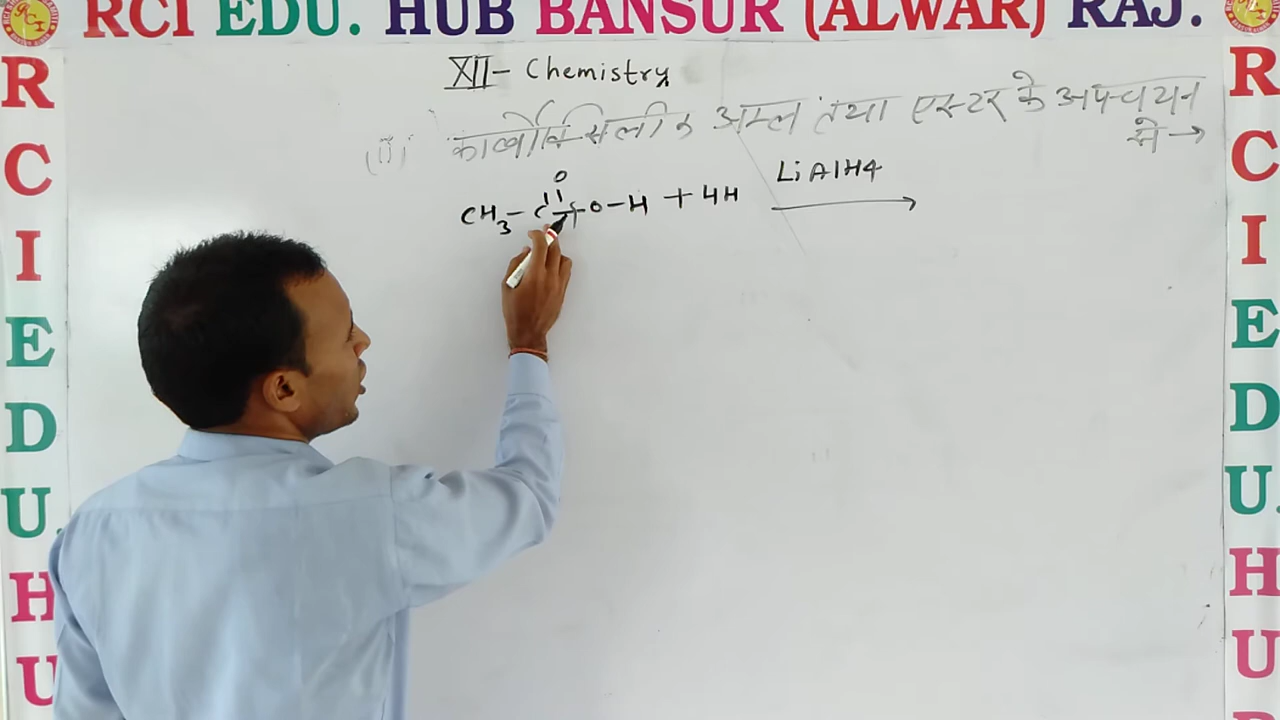 RCI EDU. HUB BANSUR (ALWAR) RAJ.
XII- Chemistry
(ii) कार्बोक्सिलीक अम्ल तथा एस्टर के अपचयन
से →
O
CH3-C-O-H + 4H LiAlH4 →
R
C
I
E
D
U.
H
U
R
C
I
E
D
U.
H
U